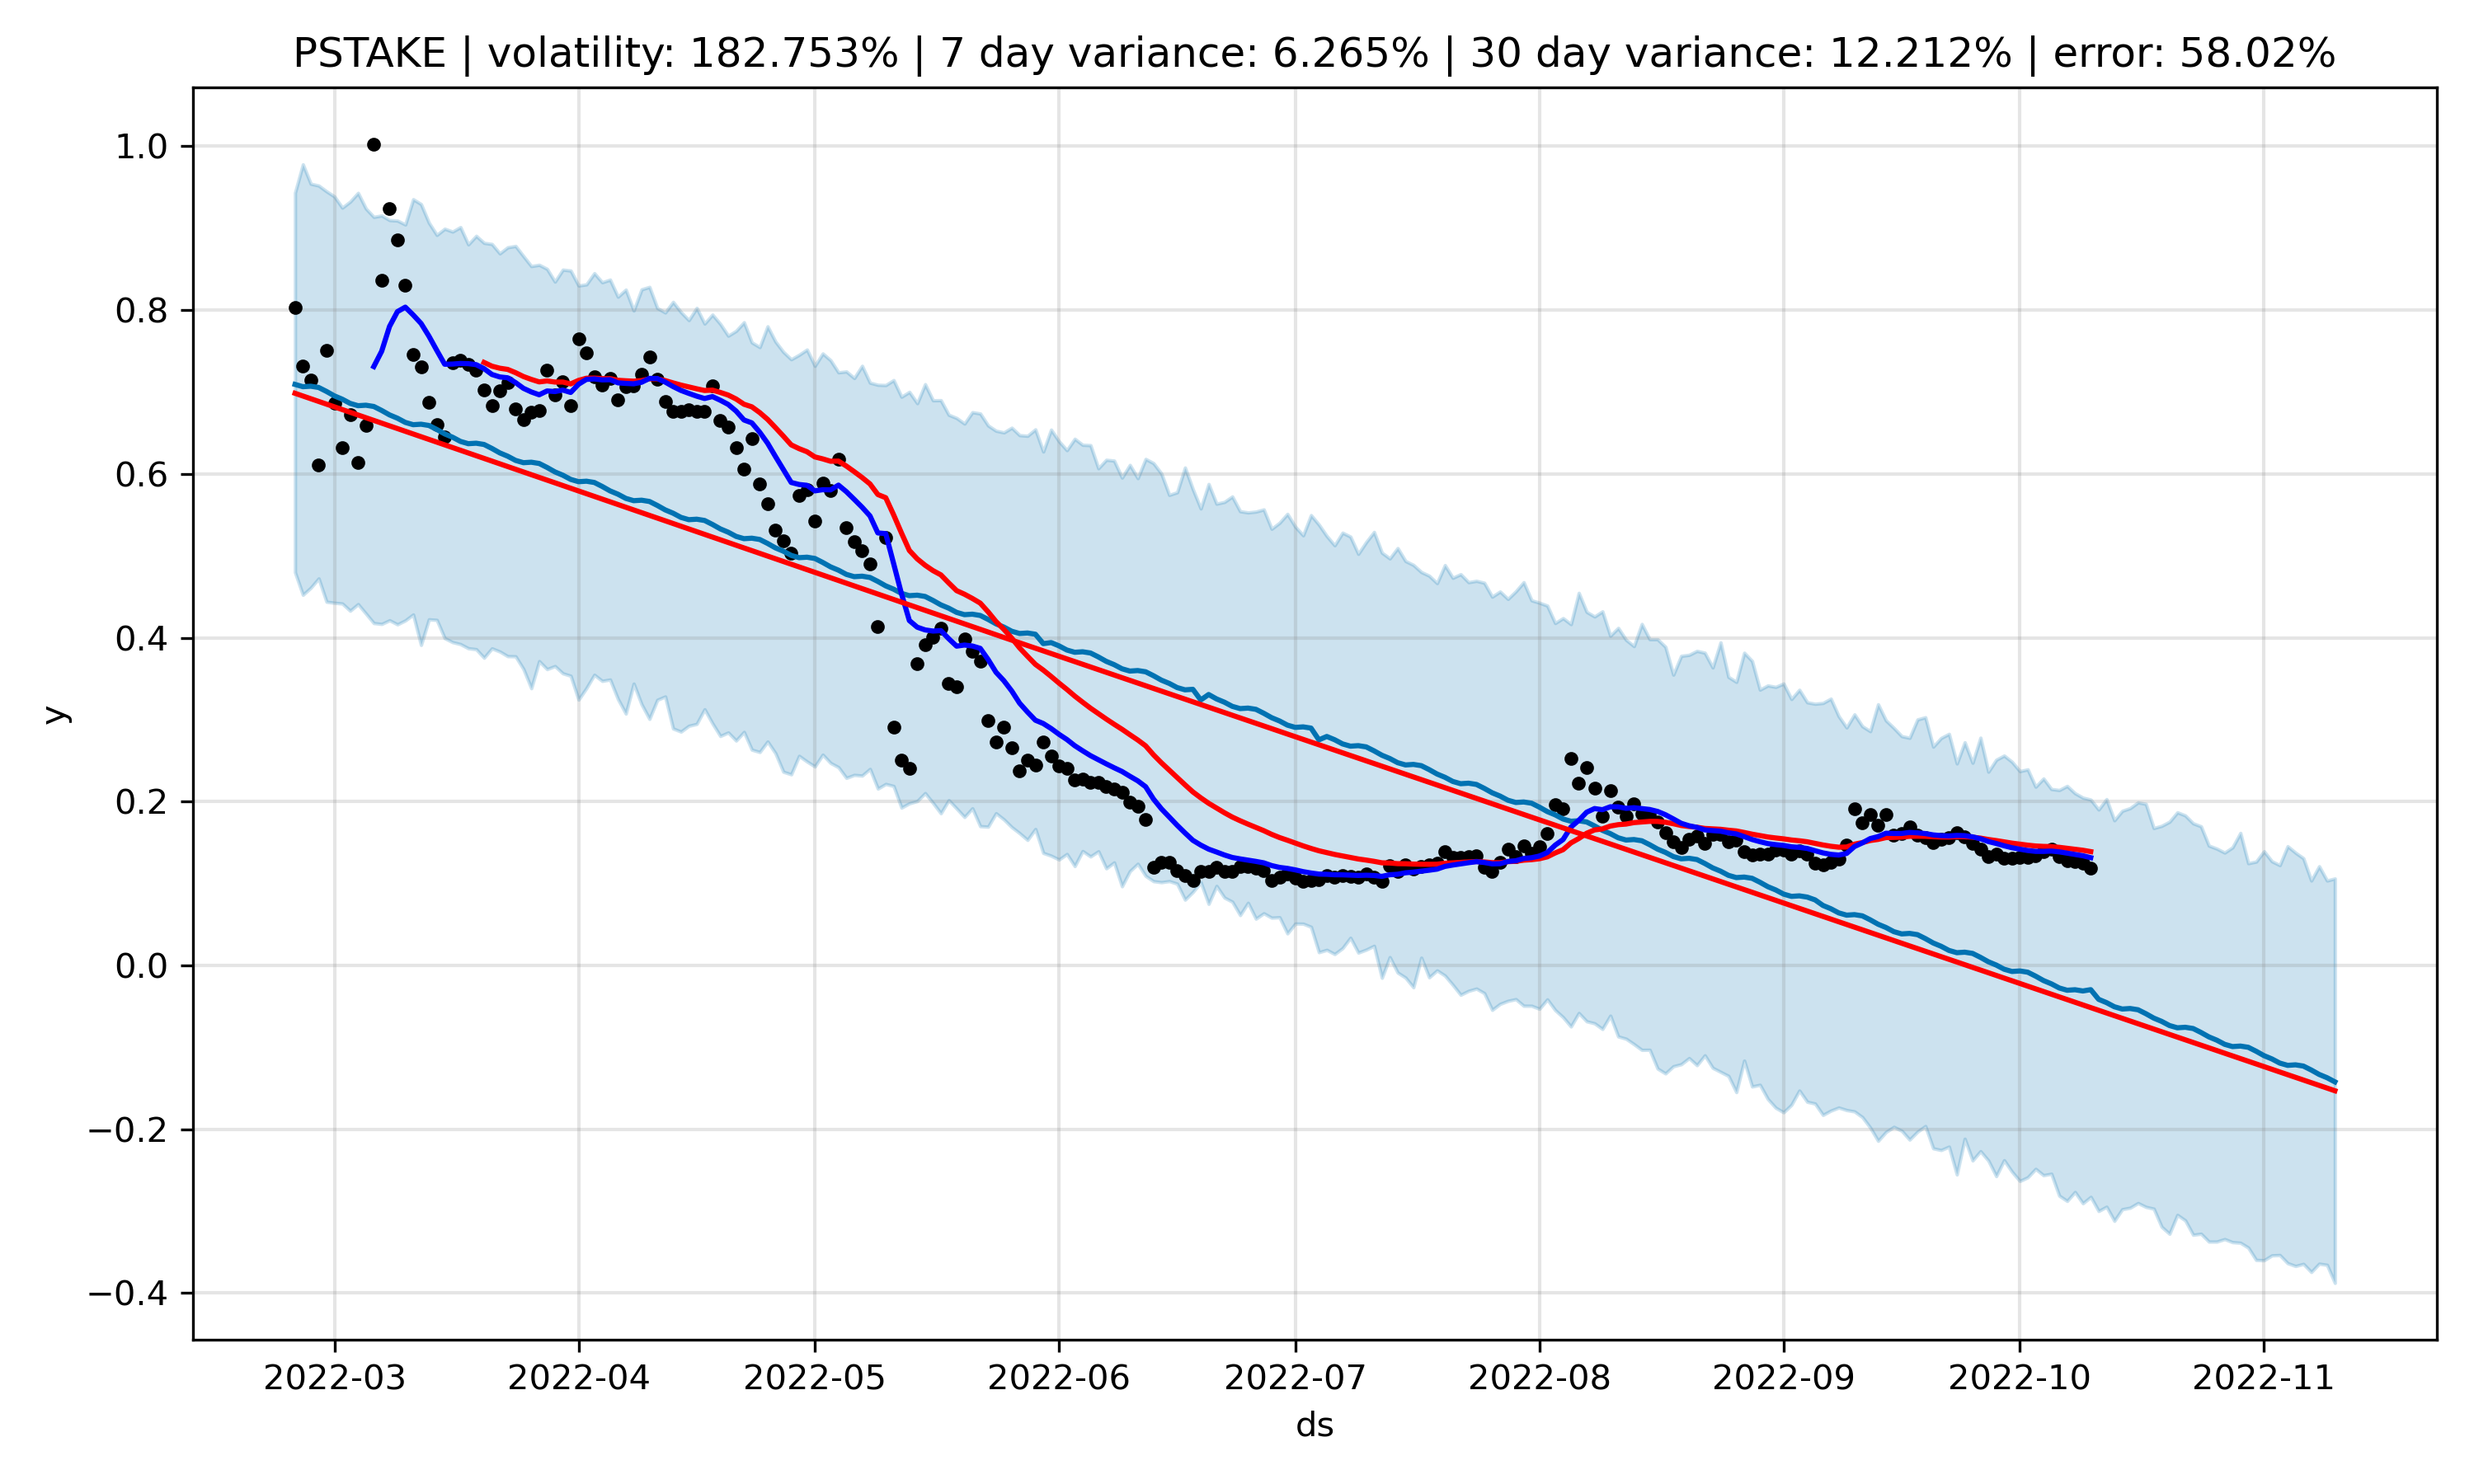 PSTAKE | volatility: 182.753% | 7 day variance: 6.265% | 30 day variance: 12.212% | error: 58.02%
1.0
0.8
0.6
0.4
0.2
0.0
−0.2
−0.4
y
2022-03 2022-04 2022-05 2022-06 2022-07 2022-08 2022-09 2022-10 2022-11
ds